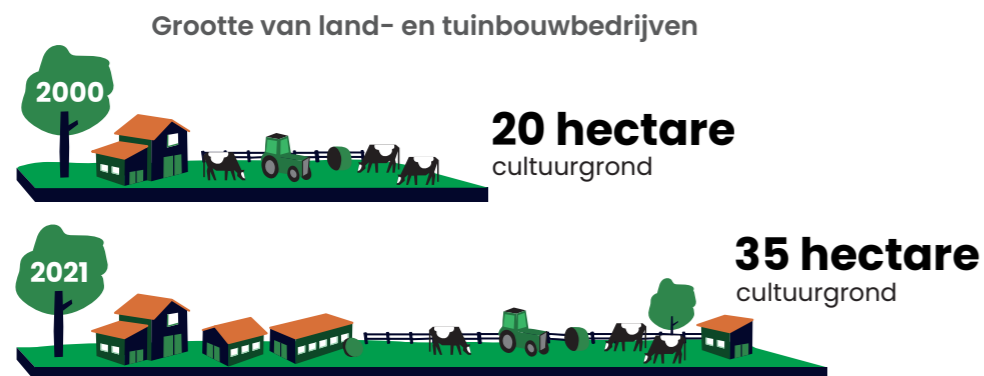 Grootte van land- en tuinbouwbedrijven
2000
20 hectare
cultuurgrond
2021
35 hectare
cultuurgrond